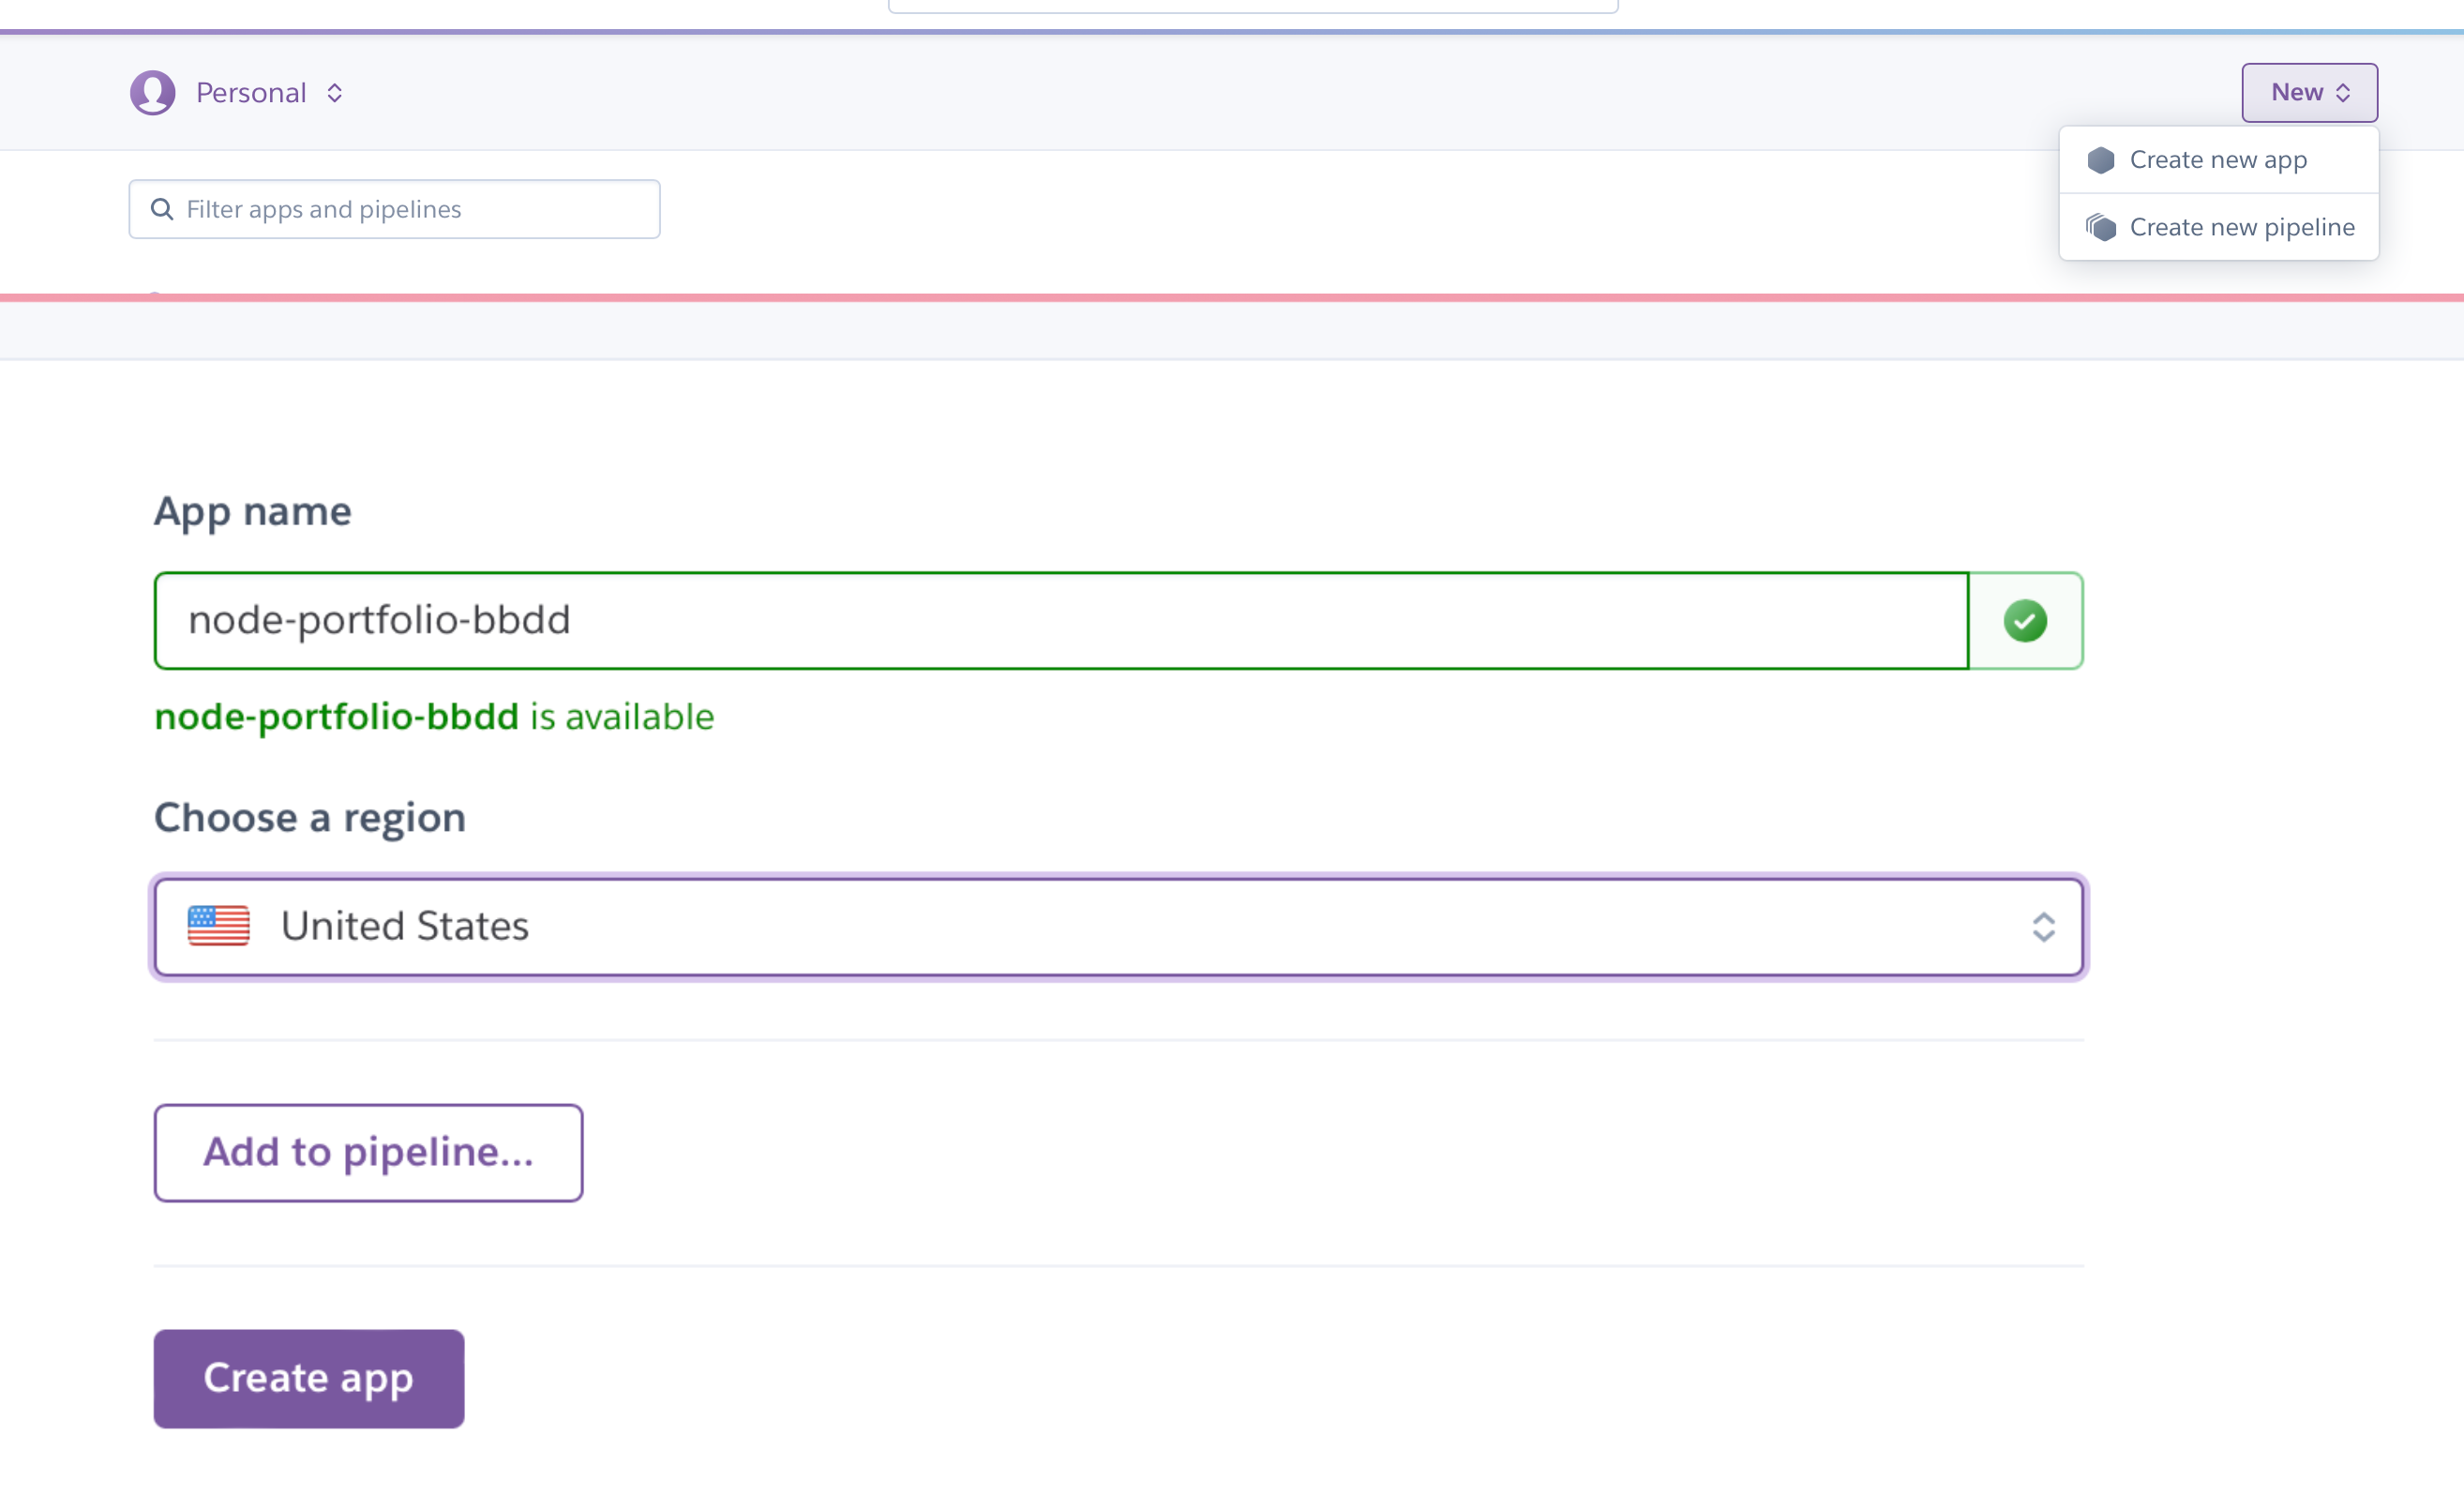 Personal
New
Create new app
Filter apps and pipelines
Create new pipeline
App name
node-portfolio-bbdd
node-portfolio-bbdd is available
Choose a region
United States
Add to pipeline...
Create app